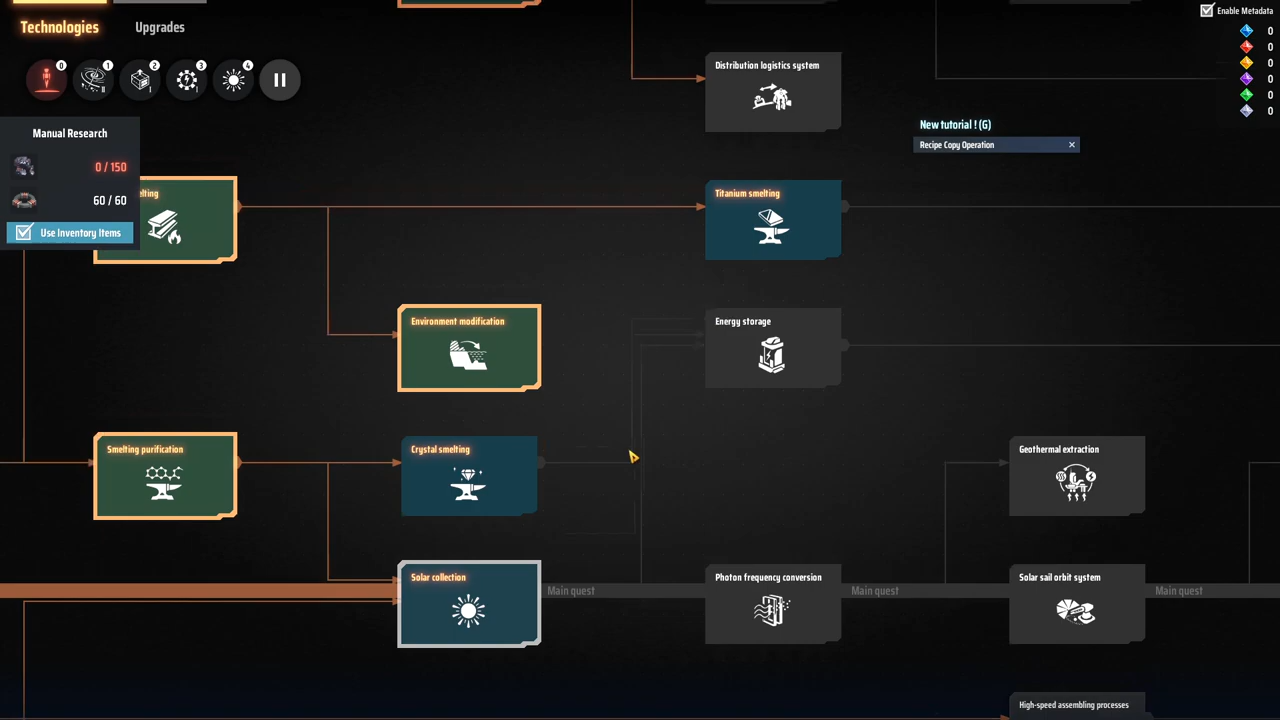 Technologies
Upgrades
Enable Metadata
0
0
0
0
0
0
0
1
2
3
4
Manual Research
0 / 150
60 / 60
Use Inventory Items
Distribution logistics system
New tutorial ! (G)
Recipe Copy Operation
elting
Titanium smelting
Environment modification
Energy storage
Smelting purification
Crystal smelting
Geothermal extraction
Solar collection
Main quest
Photon frequency conversion
Main quest
Solar sail orbit system
Main quest
High-speed assembling processes